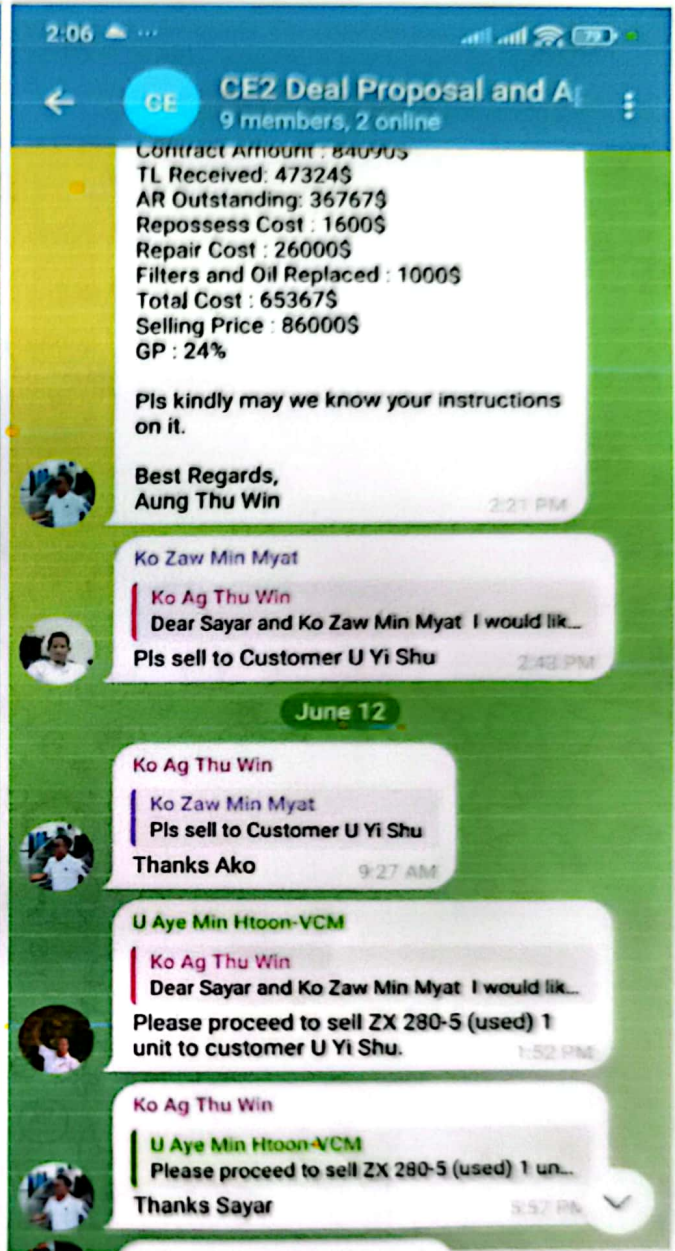 2:06
79
CE
CE2 Deal Proposal and A
9 members, 2 online
Contract Amount : 84090$
TL Received: 47324$
AR Outstanding: 36767$
Repossess Cost : 1600$
Repair Cost : 26000$
Filters and Oil Replaced : 1000$
Total Cost : 65367$
Selling Price : 86000$
GP : 24%
Pls kindly may we know your instructions
on it.
Best Regards,
Aung Thu Win
2:21 PM
Ko Zaw Min Myat
Ko Ag Thu Win
Dear Sayar and Ko Zaw Min Myat I would lik...
Pls sell to Customer U Yi Shu
2:43 PM
June 12
Ko Ag Thu Win
Ko Zaw Min Myat
Pls sell to Customer U Yi Shu
Thanks Ako
9:27 AM
U Aye Min Htoon-VCM
Ko Ag Thu Win
Dear Sayar and Ko Zaw Min Myat I would lik...
Please proceed to sell ZX 280-5 (used) 1
unit to customer U Yi Shu.
1:52 PM
Ko Ag Thu Win
U Aye Min Htoon-VCM
Please proceed to sell ZX 280-5 (used) 1 un...
Thanks Sayar
5:57 PM